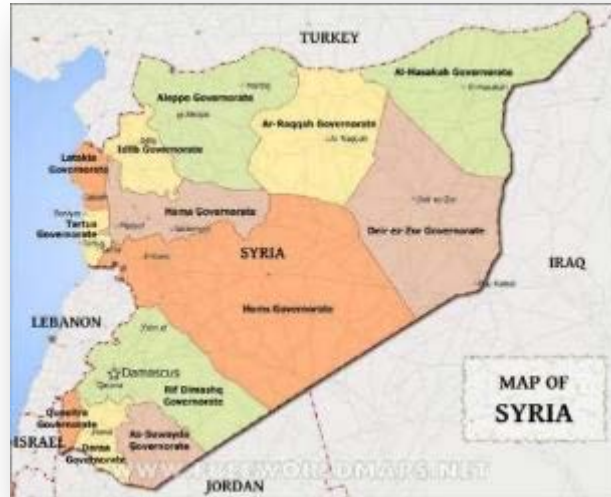 TURKEY
Al-Hasakah Governorate
Aleppo Governorate
Aleppo
Ar-Raqqah Governorate
Idlib Governorate
Latakia
Governorate
Hama Governorate
Tartus
Governorate
Deir-ez-Zor Governorate
SYRIA
IRAQ
Homs Governorate
LEBANON
Damascus
Rif Dimashq
Governorate
MAP OF
SYRIA
Quneitra
Governorate
ISRAEL
Daraa
Governorate
As-Suwayda
Governorate
JORDAN